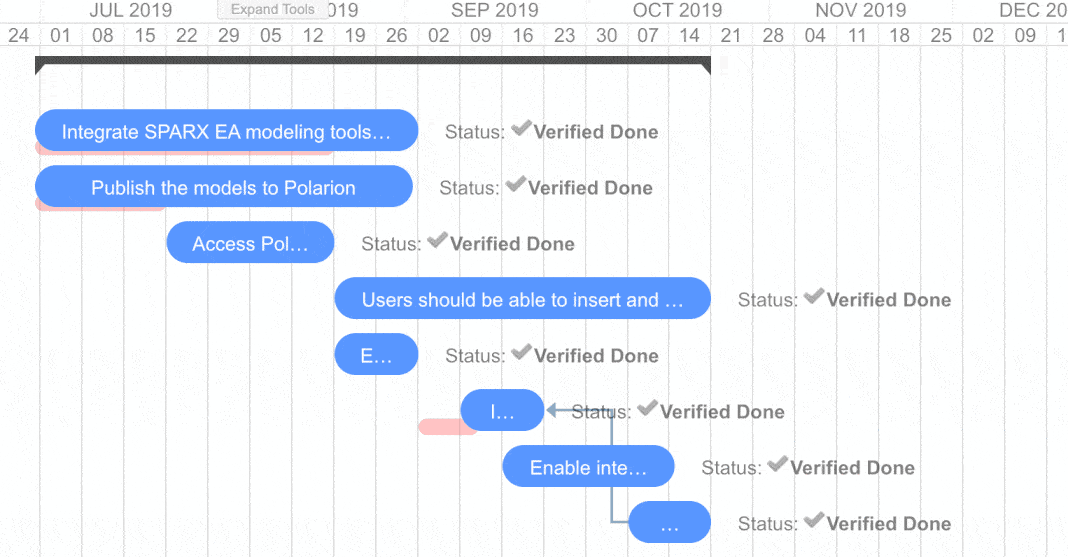 JUL 2019 Expand Tools 019 SEP 2019 OCT 2019 NOV 2019 DEC 20
24 01 08 15 22 29 05 12 19 26 02 09 16 23 30 07 14 21 28 04 11 18 25 02 09 1
Integrate SPARX EA modeling tools… Status: Verified Done
Publish the models to Polarion Status: Verified Done
Access Pol… Status: Verified Done
Users should be able to insert and … Status: Verified Done
E… Status: Verified Done
I… Status: Verified Done
Enable inte… Status: Verified Done
… Status: Verified Done